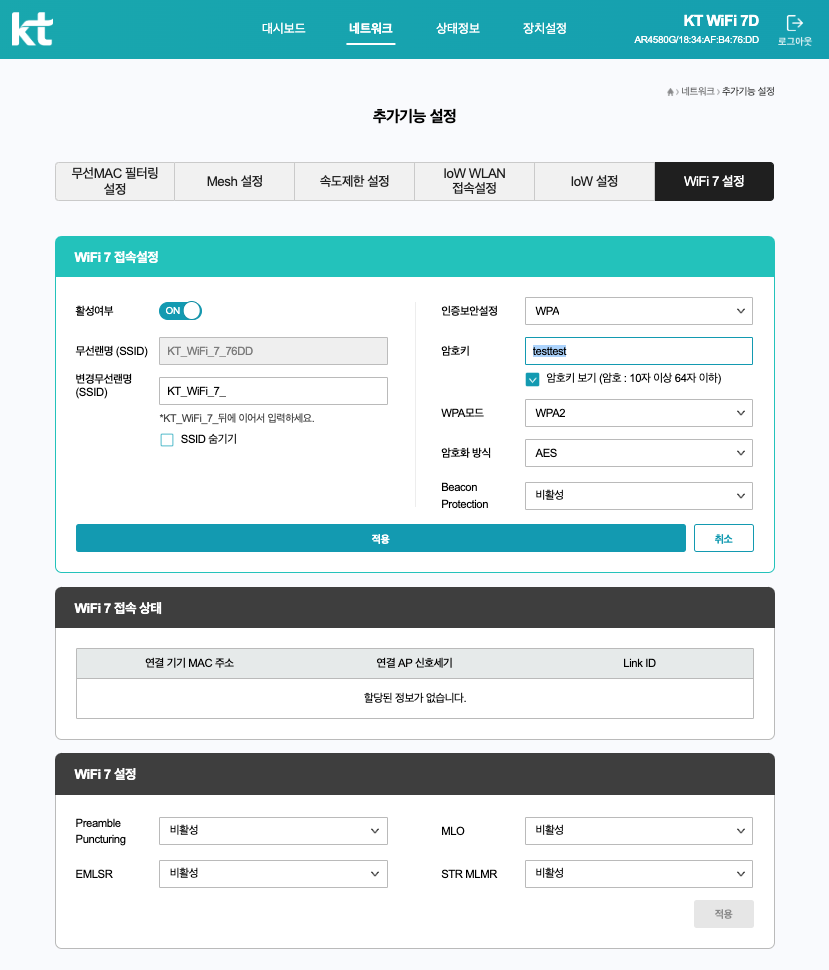 kt
대시보드
네트워크
상태정보
장치설정
KT WiFi 7D
AR4580G/18:34:AF:B4:76:DD
로그아웃
네트워크 › 추가기능 설정
추가기능 설정
무선MAC 필터링
설정
Mesh 설정
속도제한 설정
IoW WLAN
접속설정
IoW 설정
WiFi 7 설정
WiFi 7 접속설정
활성여부
ON
무선랜명 (SSID)
KT_WiFi_7_76DD
변경무선랜명
(SSID)
KT_WiFi_7_
*KT_WiFi_7_뒤에 이어서 입력하세요.
SSID 숨기기
인증보안설정
WPA
암호키
testtest
암호키 보기 (암호 : 10자 이상 64자 이하)
WPA모드
WPA2
암호화 방식
AES
Beacon
Protection
비활성
적용
취소
WiFi 7 접속 상태
연결 기기 MAC 주소
연결 AP 신호세기
Link ID
할당된 정보가 없습니다.
WiFi 7 설정
Preamble
Puncturing
비활성
MLO
비활성
EMLSR
비활성
STR MLMR
비활성
적용